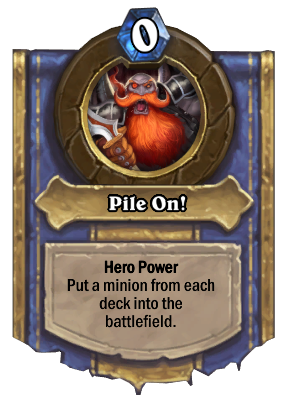 0
Pile On!
Hero Power
Put a minion from each
deck into the
battlefield.